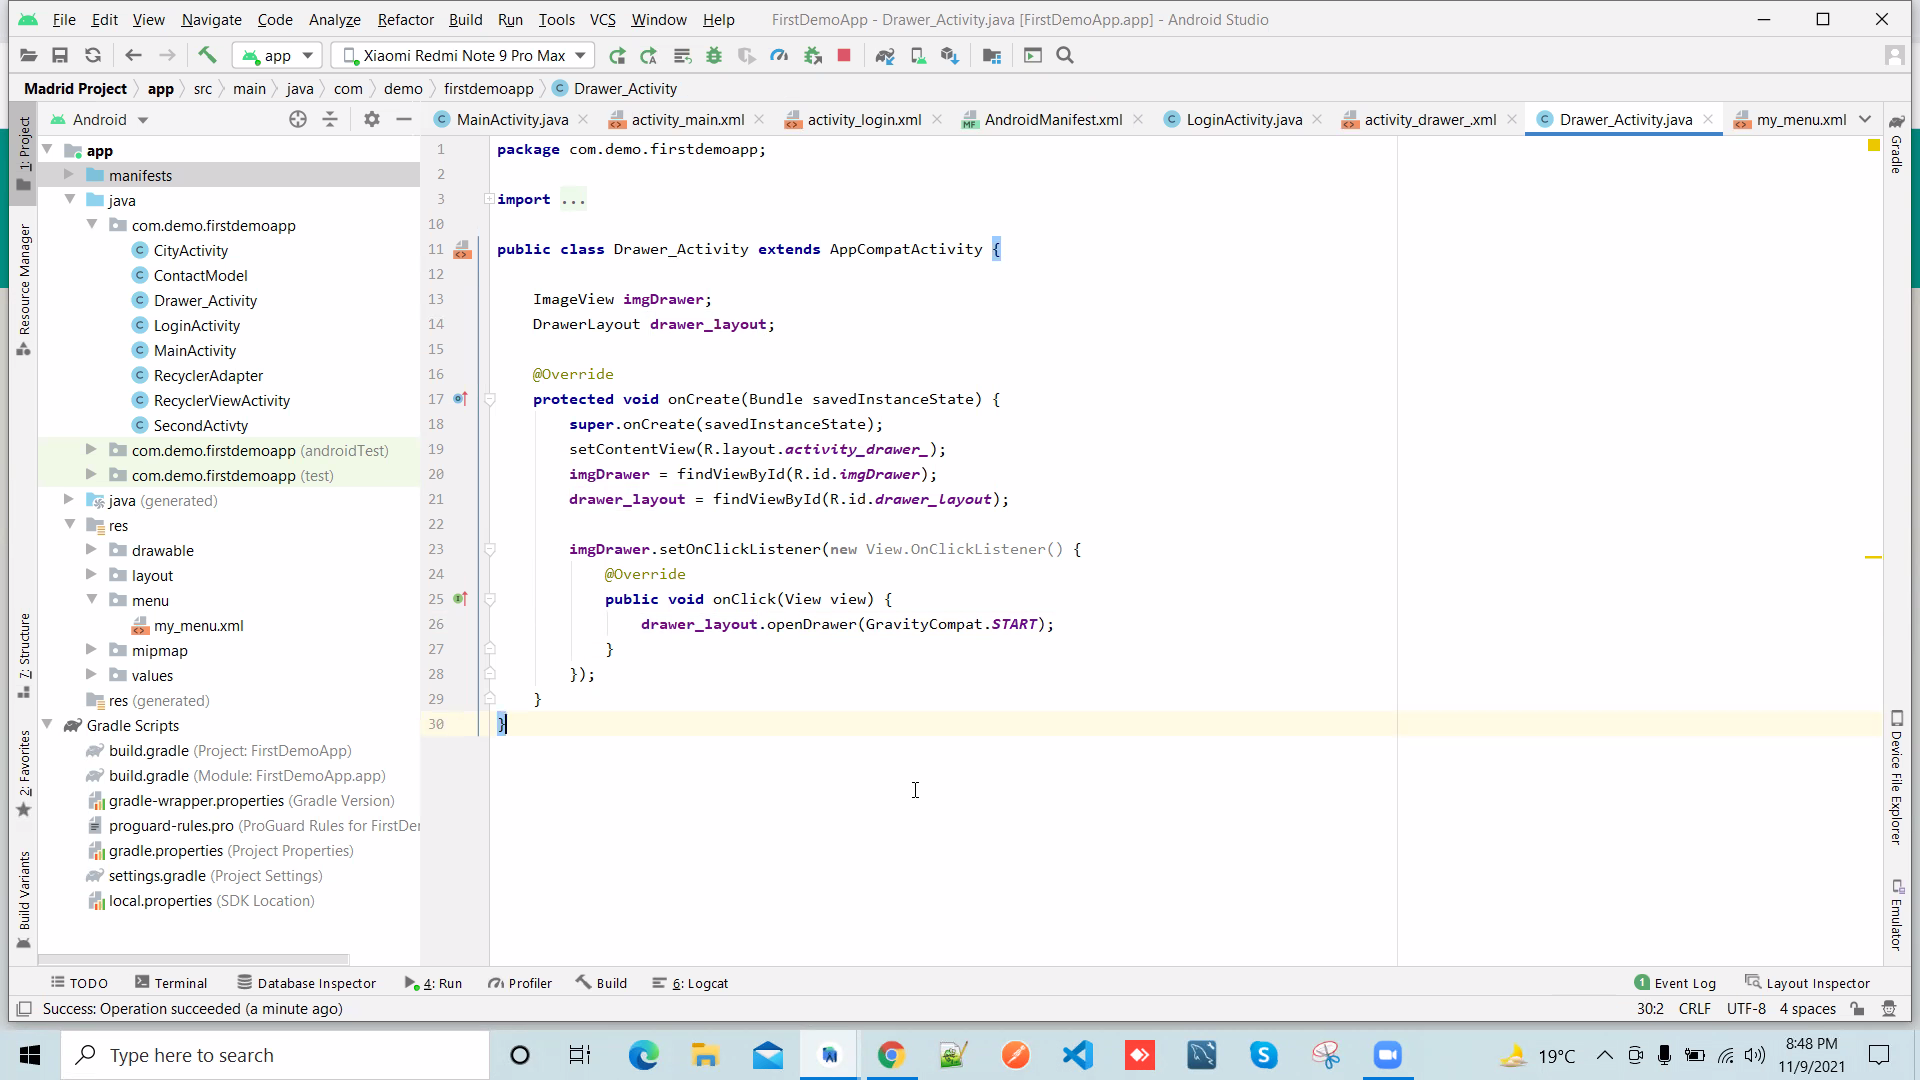 File Edit View Navigate Code Analyze Refactor Build Run Tools VCS Window Help FirstDemoApp - Drawer_Activity.java [FirstDemoApp.app] - Android Studio
app Xiaomi Redmi Note 9 Pro Max
Madrid Project app src main java com demo firstdemoapp Drawer_Activity
Android MainActivity.java activity_main.xml activity_login.xml AndroidManifest.xml LoginActivity.java activity_drawer_.xml Drawer_Activity.java my_menu.xml
1: Project
Resource Manager
7: Structure
2: Favorites
Build Variants
app
manifests
java
com.demo.firstdemoapp
CityActivity
ContactModel
Drawer_Activity
LoginActivity
MainActivity
RecyclerAdapter
RecyclerViewActivity
SecondActivty
com.demo.firstdemoapp (androidTest)
com.demo.firstdemoapp (test)
java (generated)
res
drawable
layout
menu
my_menu.xml
mipmap
values
res (generated)
Gradle Scripts
build.gradle (Project: FirstDemoApp)
build.gradle (Module: FirstDemoApp.app)
gradle-wrapper.properties (Gradle Version)
proguard-rules.pro (ProGuard Rules for FirstDer
gradle.properties (Project Properties)
settings.gradle (Project Settings)
local.properties (SDK Location)
1 package com.demo.firstdemoapp;
2
3 import ...
10
11 public class Drawer_Activity extends AppCompatActivity {
12
13 ImageView imgDrawer;
14 DrawerLayout drawer_layout;
15
16 @Override
17 protected void onCreate(Bundle savedInstanceState) {
18 super.onCreate(savedInstanceState);
19 setContentView(R.layout.activity_drawer_);
20 imgDrawer = findViewById(R.id.imgDrawer);
21 drawer_layout = findViewById(R.id.drawer_layout);
22
23 imgDrawer.setOnClickListener(new View.OnClickListener() {
24 @Override
25 public void onClick(View view) {
26 drawer_layout.openDrawer(GravityCompat.START);
27 }
28 });
29 }
30 }
Gradle
Device File Explorer
Emulator
TODO Terminal Database Inspector 4: Run Profiler Build 6: Logcat 1 Event Log Layout Inspector
Success: Operation succeeded (a minute ago) 30:2 CRLF UTF-8 4 spaces
Type here to search 19°C 8:48 PM
11/9/2021